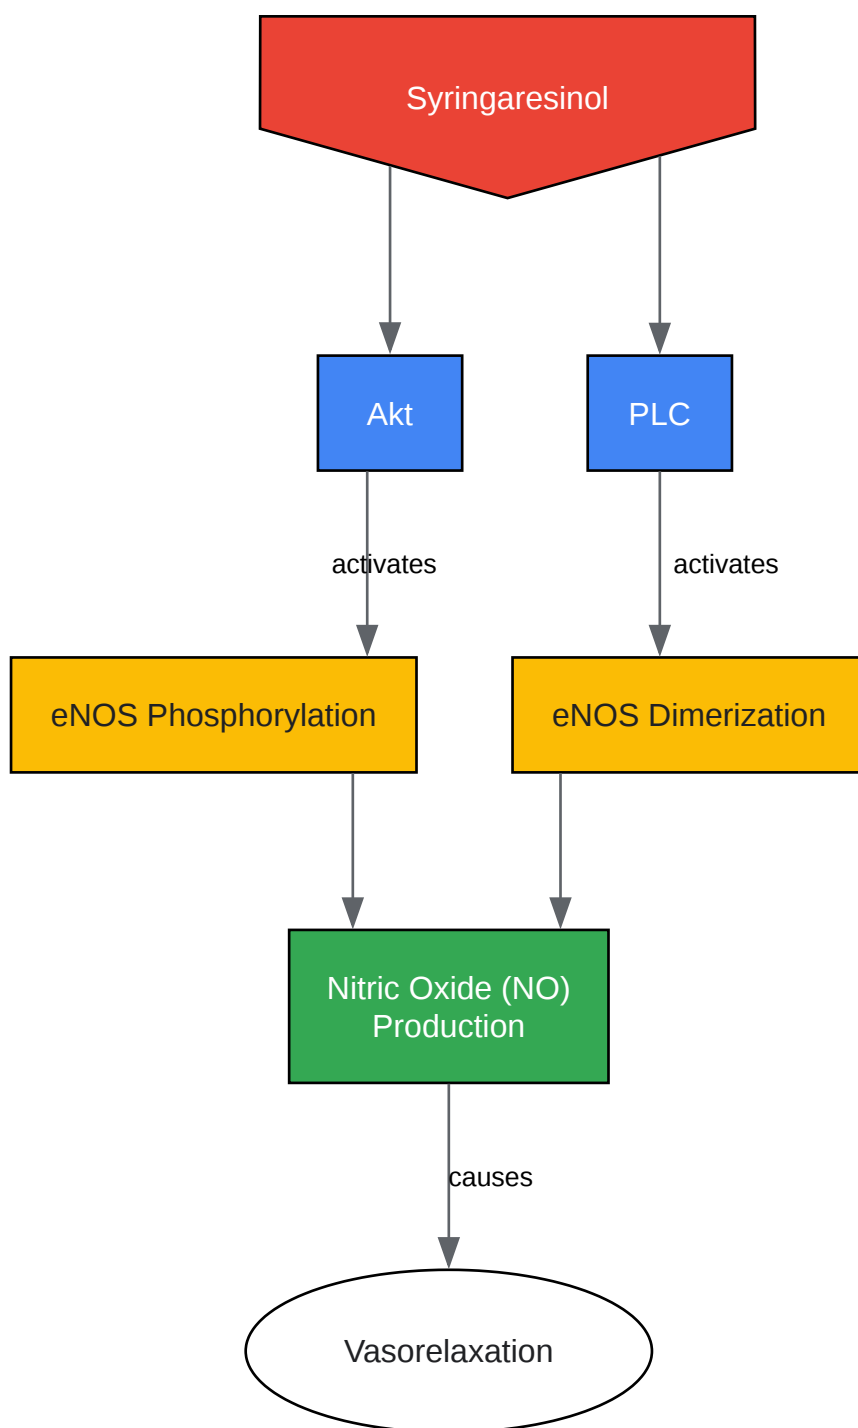 Syringaresinol
Akt
PLC
activates
activates
eNOS Phosphorylation
eNOS Dimerization
Nitric Oxide (NO)
Production
causes
Vasorelaxation